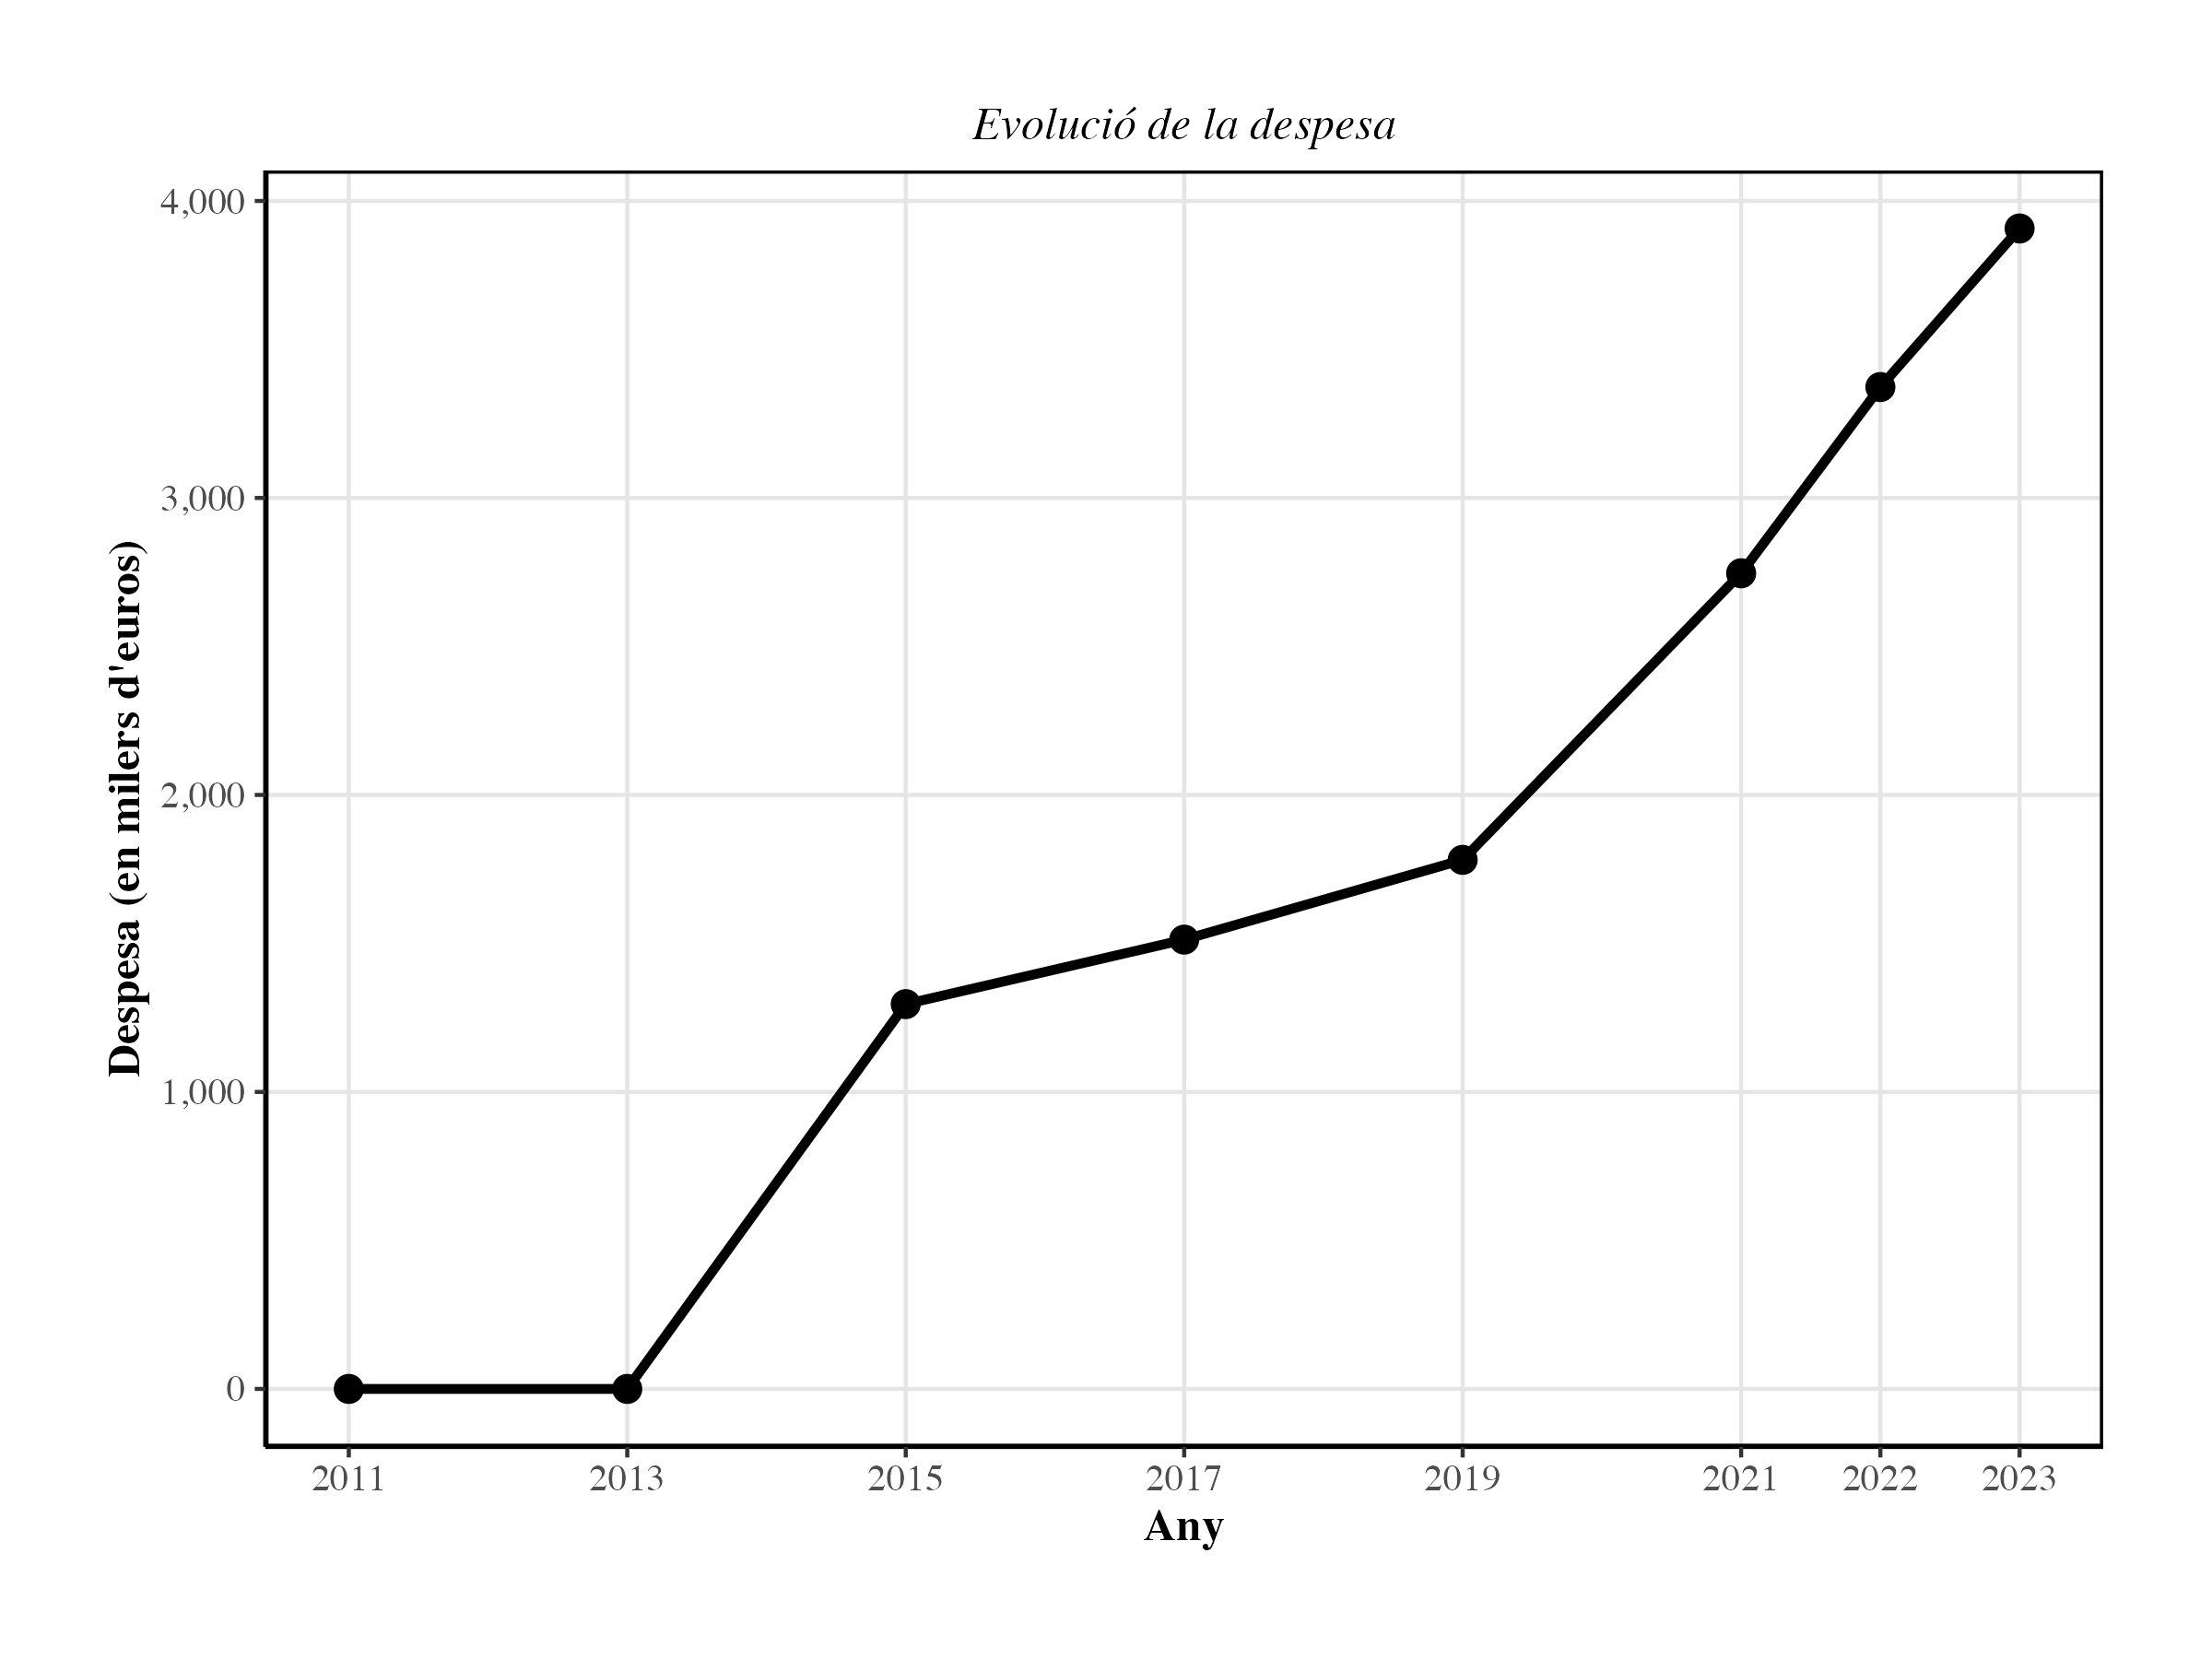 Evolució de la despesa
Despesa (en milers d'euros)
4,000
3,000
2,000
1,000
0
2011 2013 2015 2017 2019 2021 2022 2023
Any